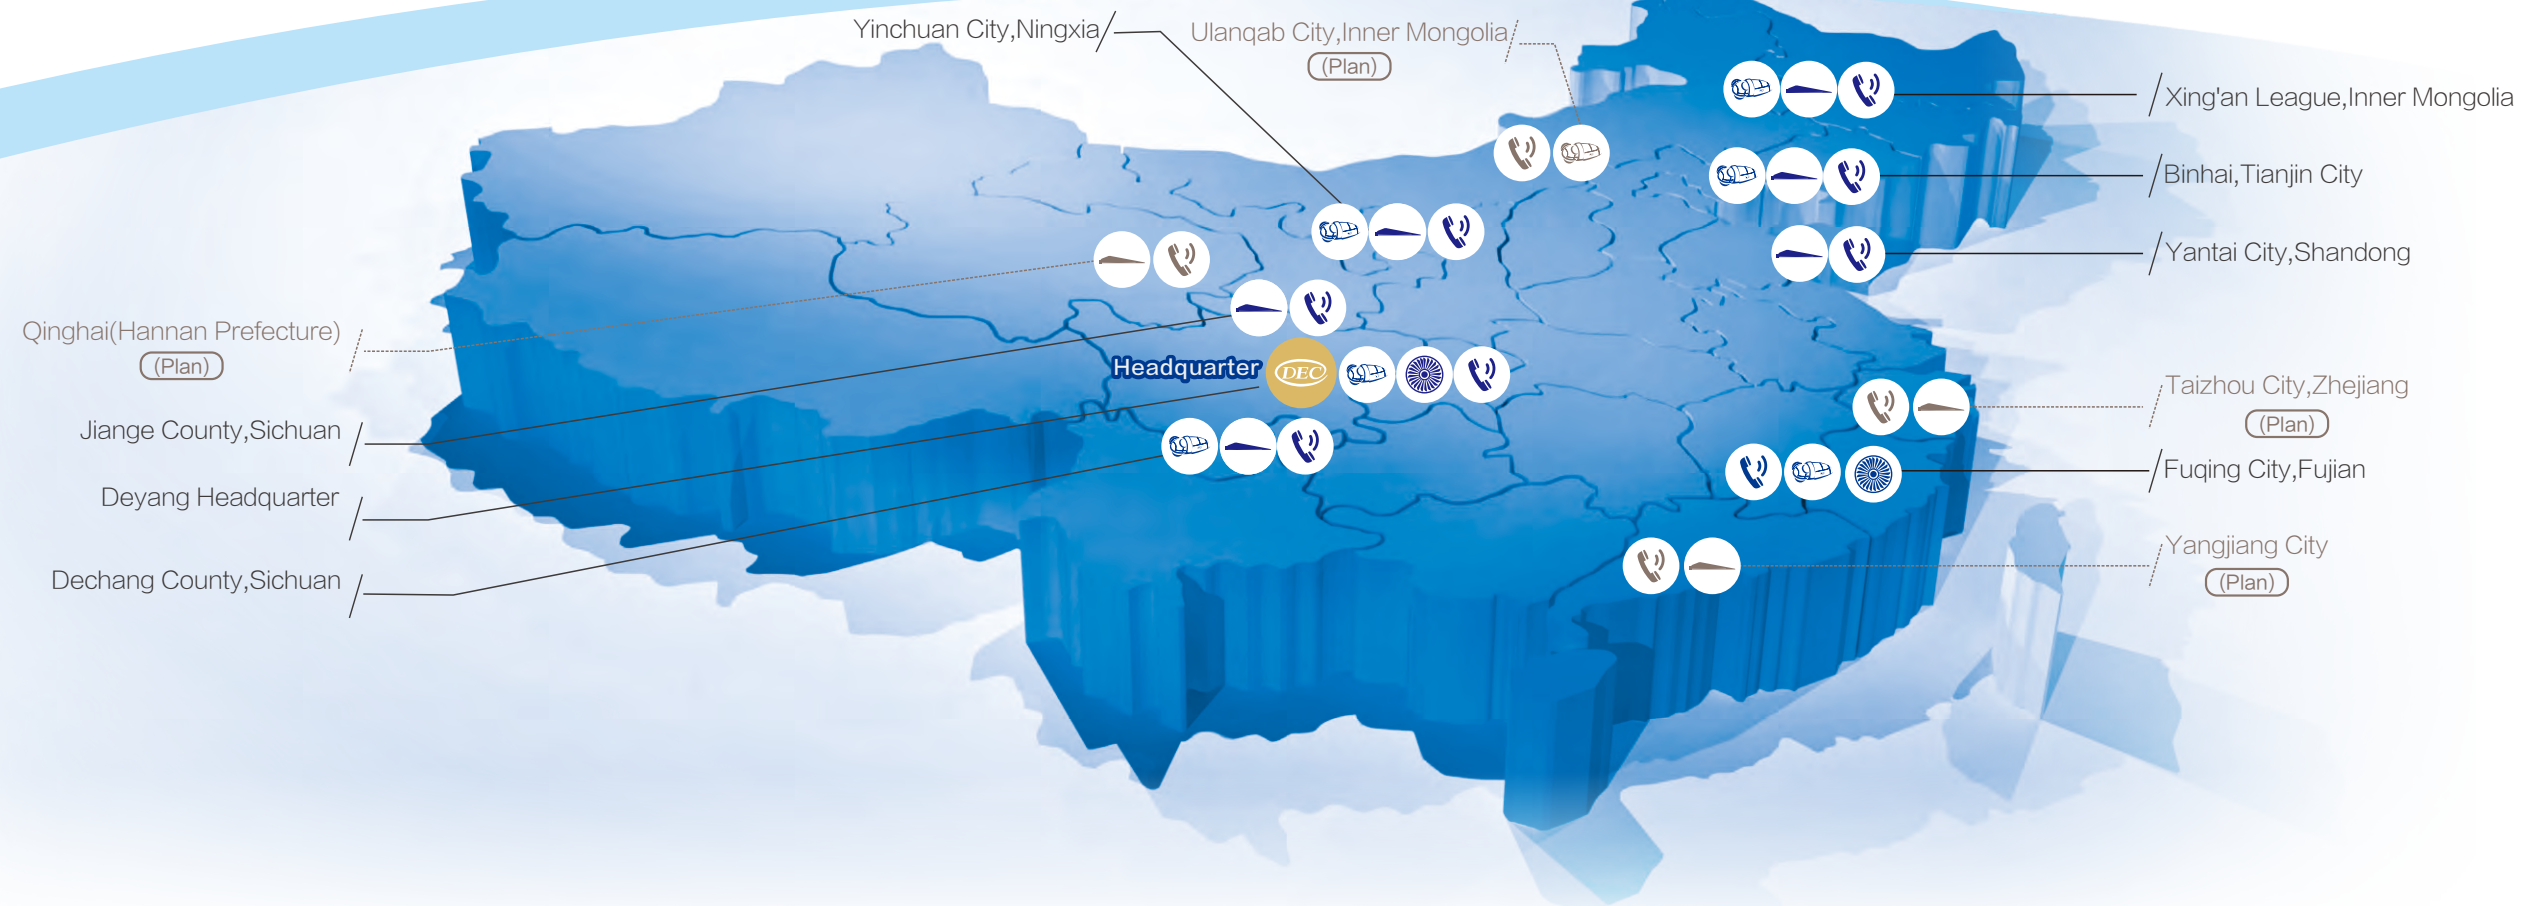 Yinchuan City,Ningxia
Ulanqab City,Inner Mongolia
(Plan)
Xing'an League,Inner Mongolia
Binhai,Tianjin City
Yantai City,Shandong
Qinghai(Hannan Prefecture)
(Plan)
Headquarter
DEC
Taizhou City,Zhejiang
(Plan)
Jiange County,Sichuan
Fuqing City,Fujian
Deyang Headquarter
Yangjiang City
(Plan)
Dechang County,Sichuan